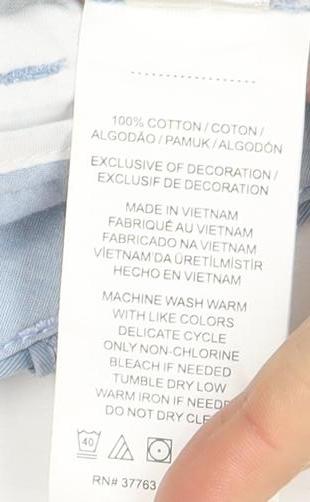 100% COTTON / COTON /
ALGODÃO / PAMUK / ALGODÓN
EXCLUSIVE OF DECORATION /
EXCLUSIF DE DECORATION
MADE IN VIETNAM
FABRIQUÉ AU VIETNAM
FABRICADO NA VIETNAM
VİETNAM'DA ÜRETİLMİSTİR
HECHO EN VIETNAM
MACHINE WASH WARM
WITH LIKE COLORS
DELICATE CYCLE
ONLY NON-CHLORINE
BLEACH IF NEEDED
TUMBLE DRY LOW
WARM IRON IF
DO NOT DRY
40
RN# 37763